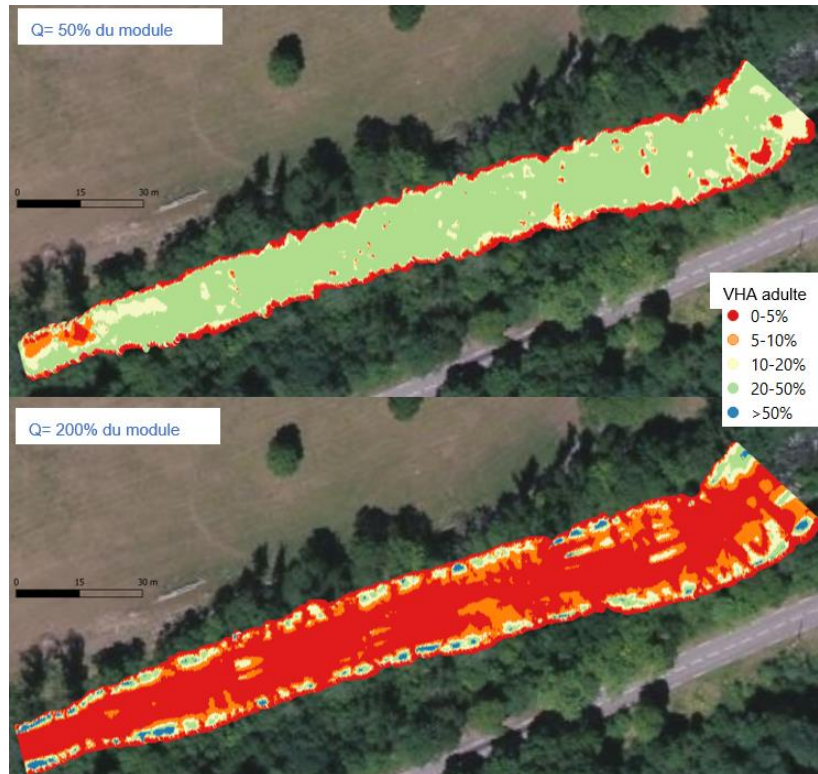 Q= 50% du module
0 15 30 m
VHA adulte
0-5%
5-10%
10-20%
20-50%
>50%
Q= 200% du module
0 15 30 m